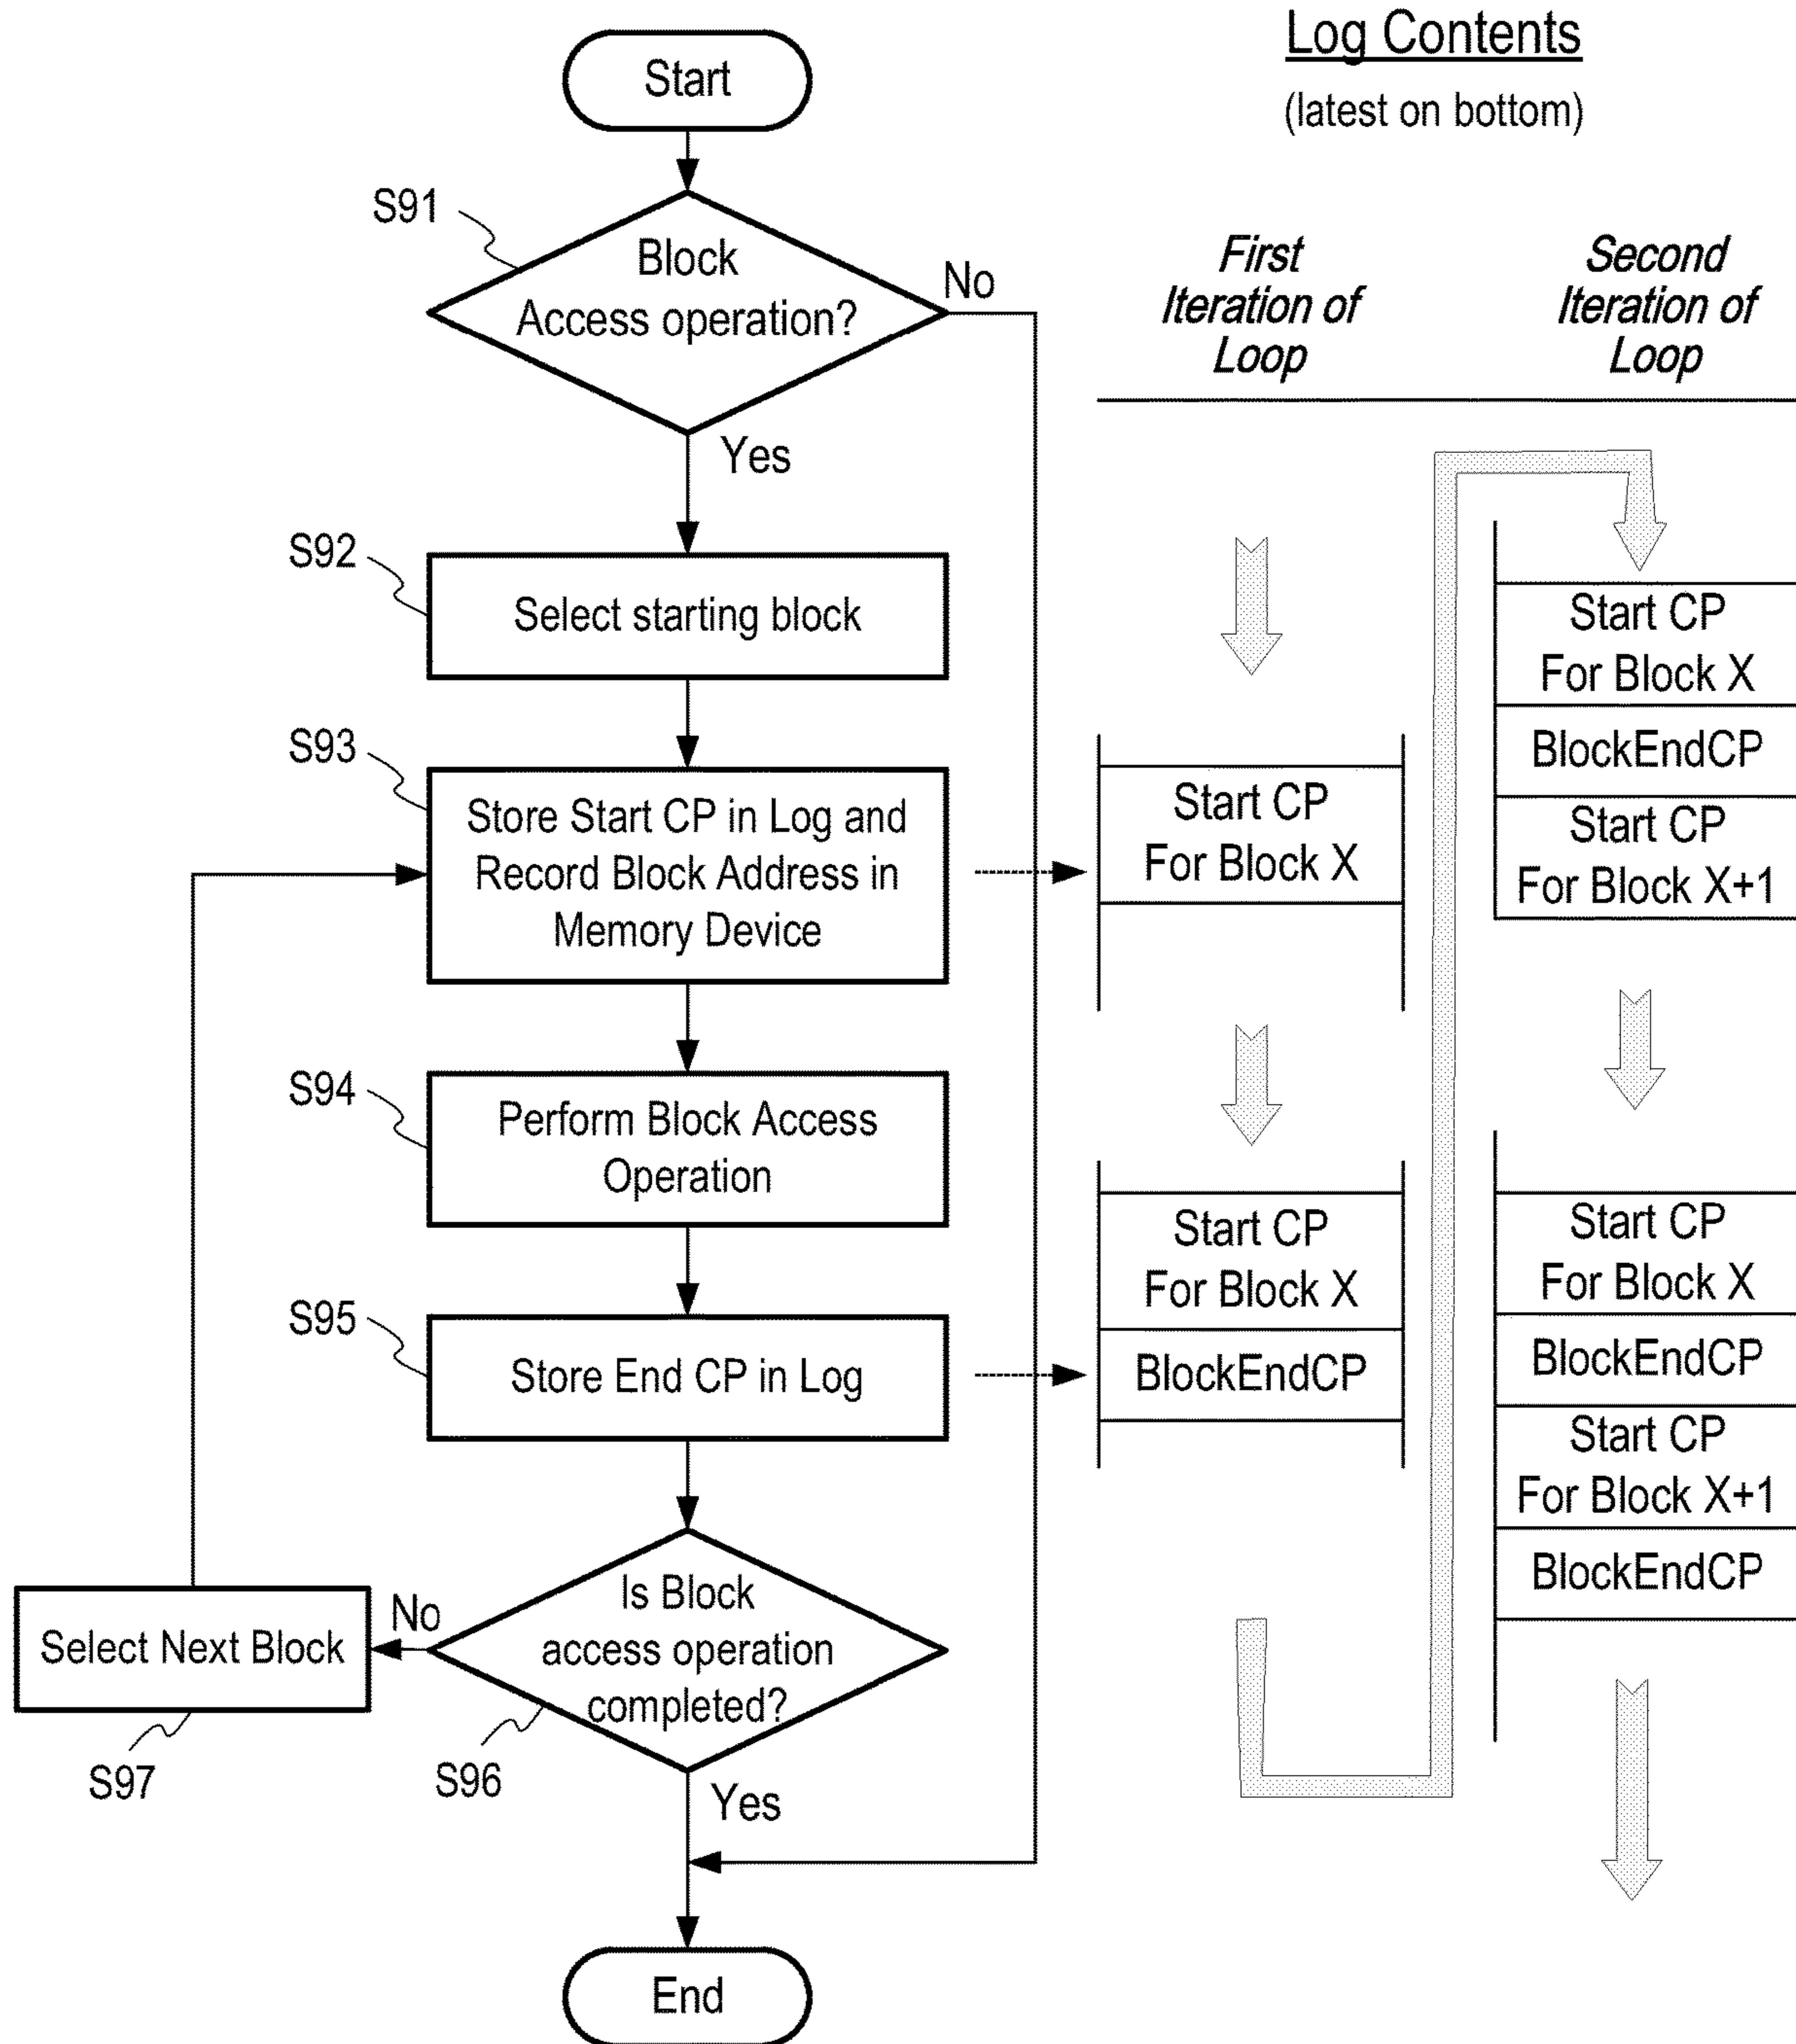 Log Contents
(latest on bottom)
Start
S91
Block
Access operation?
No
Yes
S92
Select starting block
S93
Store Start CP in Log and
Record Block Address in
Memory Device
S94
Perform Block Access
Operation
S95
Store End CP in Log
Is Block
access operation
completed?
No
Select Next Block
S97
S96
Yes
End
First
Iteration of
Loop
Start CP
For Block X
Start CP
For Block X
BlockEndCP
Second
Iteration of
Loop
Start CP
For Block X
BlockEndCP
Start CP
For Block X+1
Start CP
For Block X
BlockEndCP
Start CP
For Block X+1
BlockEndCP